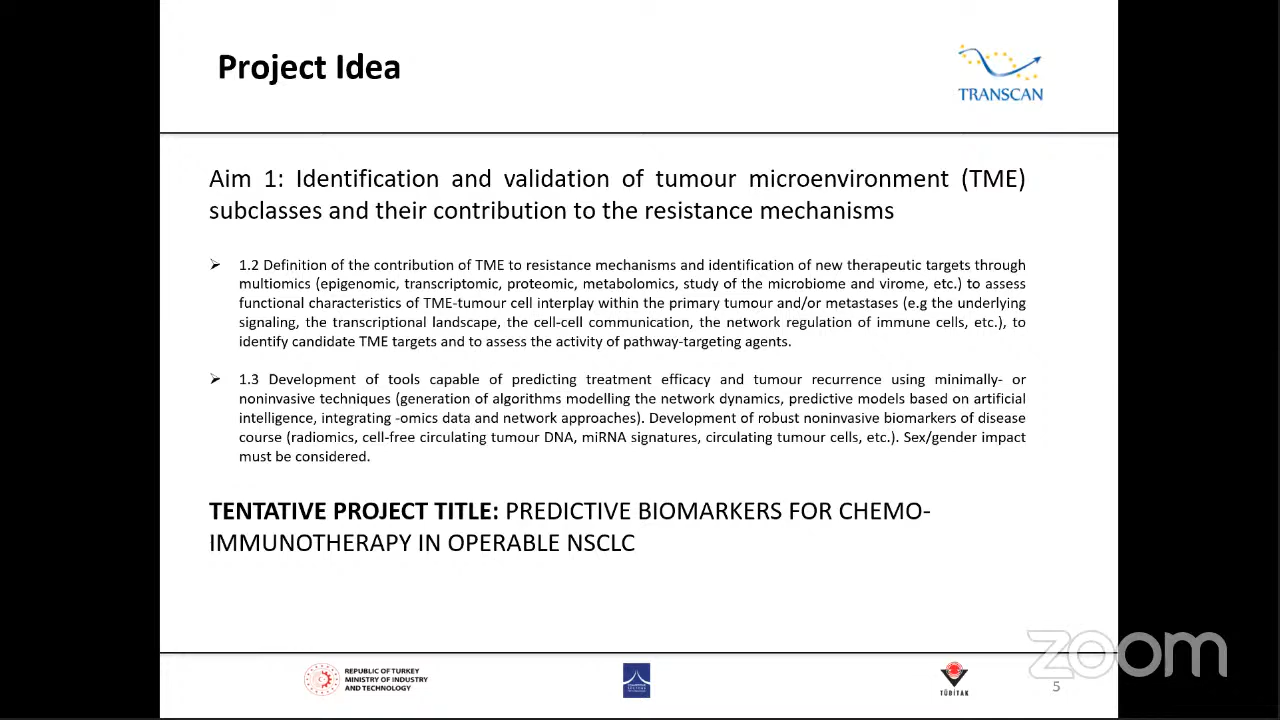 Project Idea
TRANSCAN
Aim 1: Identification and validation of tumour microenvironment (TME)
subclasses and their contribution to the resistance mechanisms
1.2 Definition of the contribution of TME to resistance mechanisms and identification of new therapeutic targets through
multiomics (epigenomic, transcriptomic, proteomic, metabolomics, study of the microbiome and virome, etc.) to assess
functional characteristics of TME-tumour cell interplay within the primary tumour and/or metastases (e.g the underlying
signaling, the transcriptional landscape, the cell-cell communication, the network regulation of immune cells, etc.), to
identify candidate TME targets and to assess the activity of pathway-targeting agents.
1.3 Development of tools capable of predicting treatment efficacy and tumour recurrence using minimally- or
noninvasive techniques (generation of algorithms modelling the network dynamics, predictive models based on artificial
intelligence, integrating -omics data and network approaches). Development of robust noninvasive biomarkers of disease
course (radiomics, cell-free circulating tumour DNA, miRNA signatures, circulating tumour cells, etc.). Sex/gender impact
must be considered.
TENTATIVE PROJECT TITLE: PREDICTIVE BIOMARKERS FOR CHEMO-
IMMUNOTHERAPY IN OPERABLE NSCLC
zoom
REPUBLIC OF TURKEY
MINISTRY OF INDUSTRY
AND TECHNOLOGY
TÜBİTAK
5